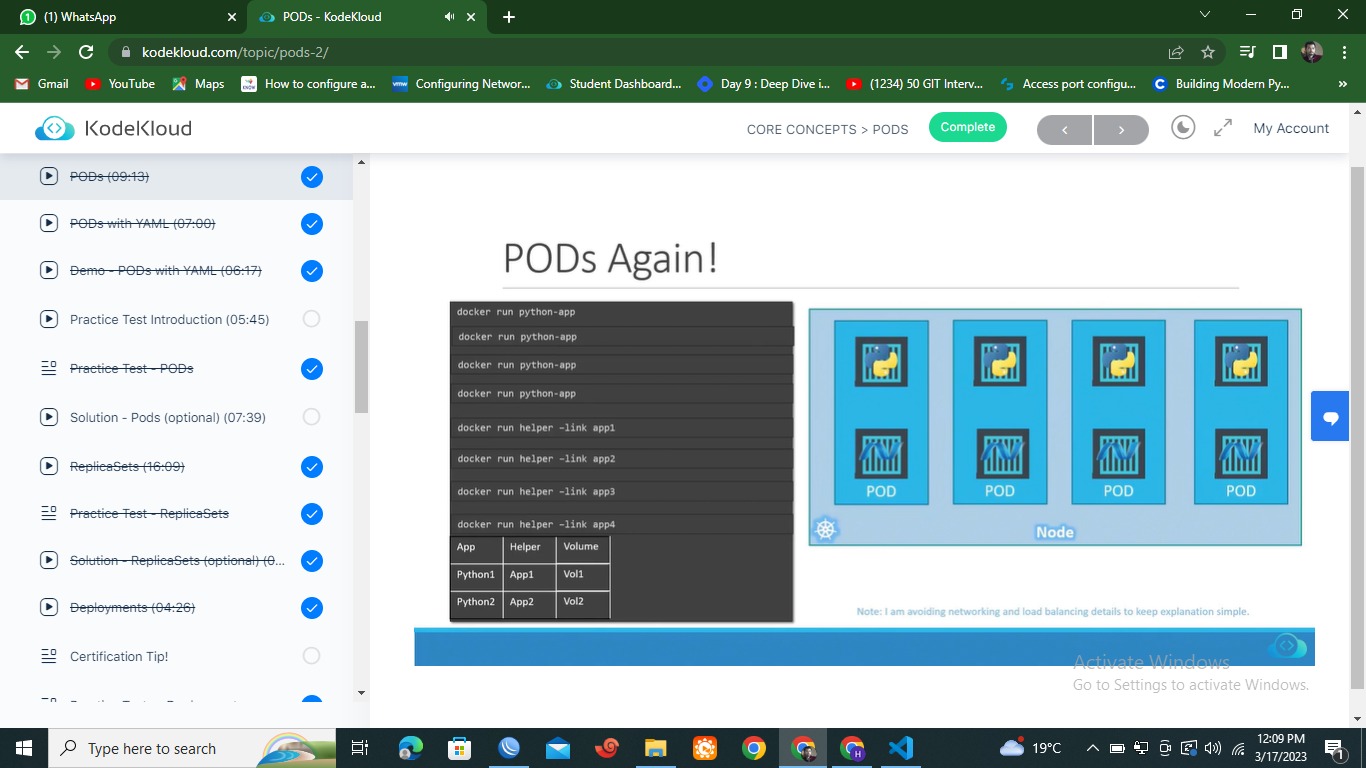 (1) WhatsApp
PODs - KodeKloud
kodekloud.com/topic/pods-2/
Gmail
YouTube
Maps
How to configure a...
Configuring Networ...
Student Dashboard...
Day 9 : Deep Dive i...
(1234) 50 GIT Interv...
Access port configu...
Building Modern Py...
»
KodeKloud
CORE CONCEPTS > PODS
Complete
<
>
My Account
PODs (09:13)
PODs with YAML (07:00)
Demo - PODs with YAML (06:17)
Practice Test Introduction (05:45)
Practice Test - PODs
Solution - Pods (optional) (07:39)
ReplicaSets (16:09)
Practice Test - ReplicaSets
Solution - ReplicaSets (optional) (0...
Deployments (04:26)
Certification Tip!
PODs Again!
docker run python-app
docker run python-app
docker run python-app
docker run python-app
docker run helper –link app1
docker run helper –link app2
docker run helper –link app3
docker run helper –link app4
App Helper Volume
Python1 App1 Vol1
Python2 App2 Vol2
POD POD POD POD
Node
Note: I am avoiding networking and load balancing details to keep explanation simple.
Activate Windows
Go to Settings to activate Windows.
Type here to search
19°C
12:09 PM
3/17/2023
1